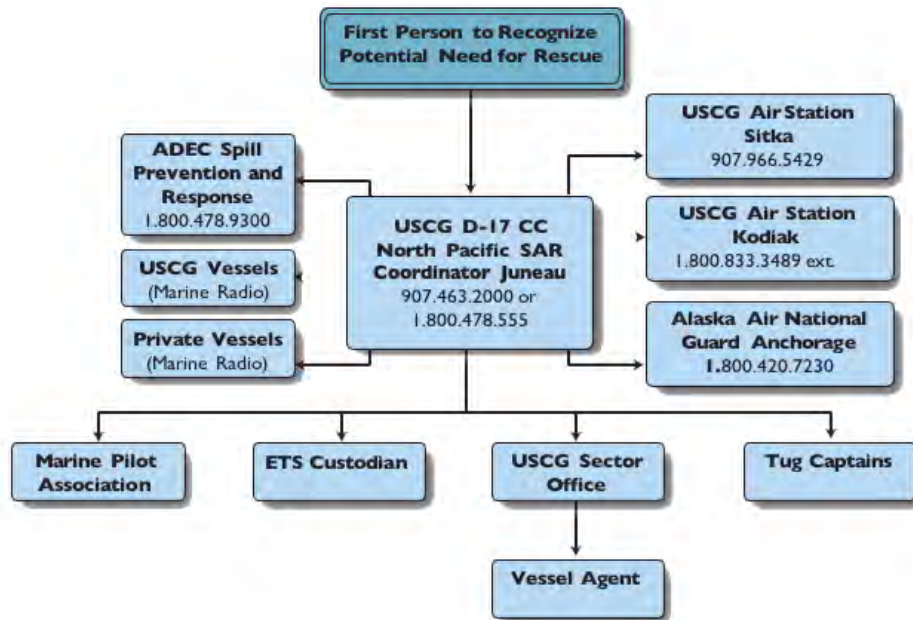 First Person to Recognize
Potential Need for Rescue
ADEC Spill
Prevention and
Response
1.800.478.9300
USCG Vessels
(Marine Radio)
Private Vessels
(Marine Radio)
USCG D-17 CC
North Pacific SAR
Coordinator Juneau
907.463.2000 or
1.800.478.555
USCG Air Station
Sitka
907.966.5429
USCG Air Station
Kodiak
1.800.833.3489 ext.
Alaska Air National
Guard Anchorage
1.800.420.7230
Marine Pilot
Association
ETS Custodian
USCG Sector
Office
Tug Captains
Vessel Agent